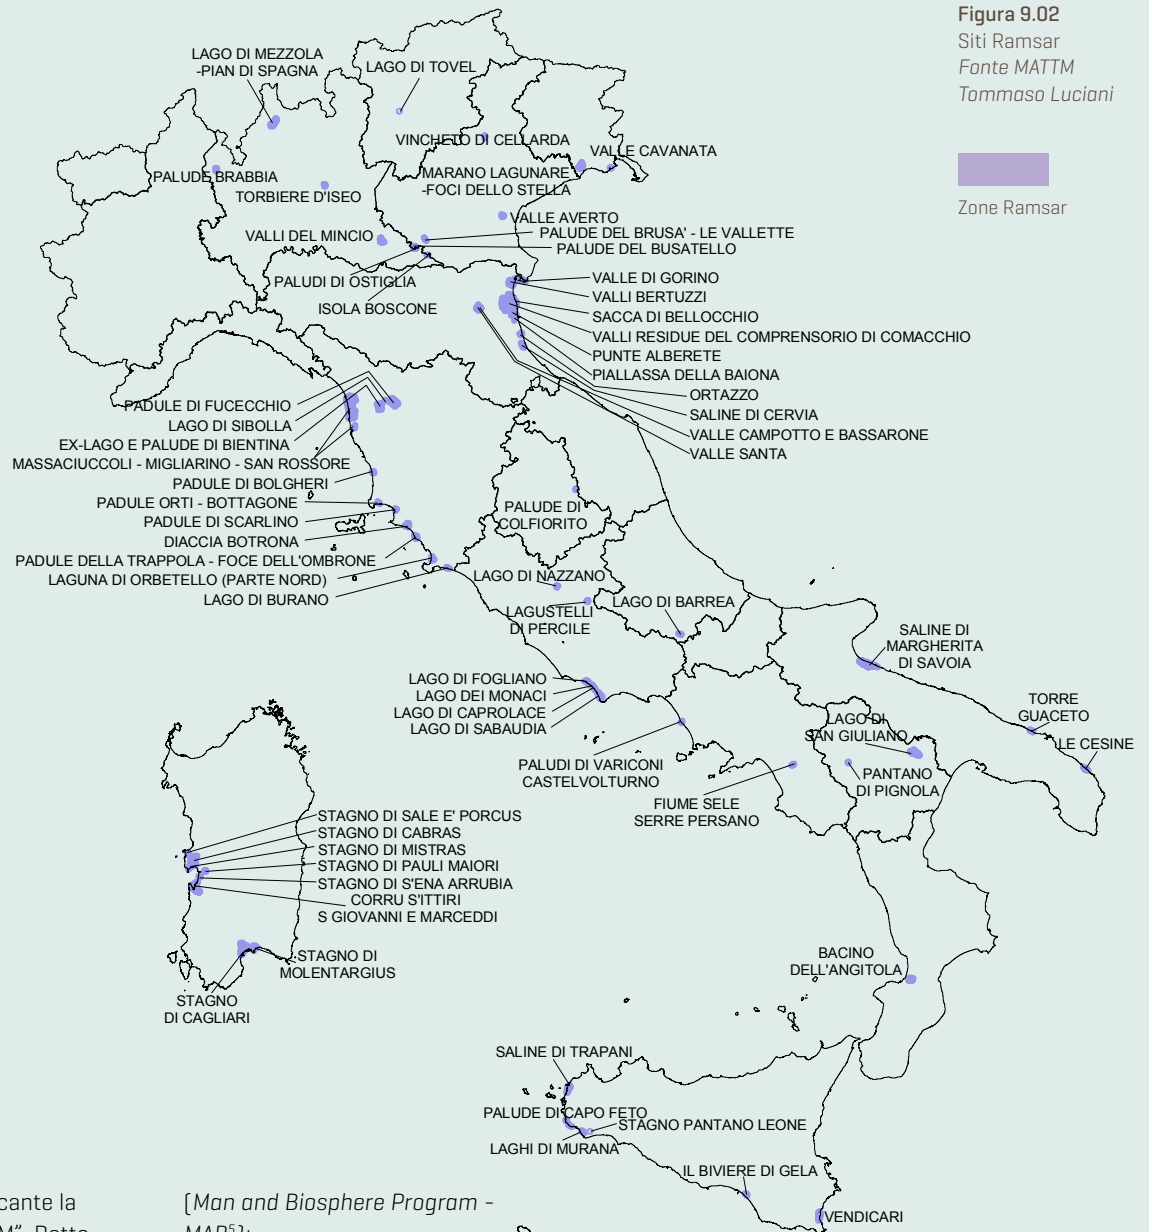 Figura 9.02
Siti Ramsar
Fonte MATTM
Tommaso Luciani
Zone Ramsar
LAGO DI MEZZOLA
-PIAN DI SPAGNA
LAGO DI TOVEL
VINCHETO DI CELLARDA
VALLE CAVANATA
PALUDE BRABBIA
MARANO LAGUNARE
-FOCI DELLO STELLA
TORBIERE D'ISEO
VALLE AVERTO
VALLI DEL MINCIO
PALUDE DEL BRUSA' - LE VALLETTE
PALUDE DEL BUSATELLO
PALUDI DI OSTIGLIA
ISOLA BOSCONE
VALLE DI GORINO
VALLI BERTUZZI
SACCA DI BELLOCCHIO
VALLI RESIDUE DEL COMPRENSORIO DI COMACCHIO
PUNTE ALBERETE
PIALLASSA DELLA BAIONA
ORTAZZO
SALINE DI CERVIA
VALLE CAMPOTTO E BASSARONE
VALLE SANTA
PADULE DI FUCECCHIO
LAGO DI SIBOLLA
EX-LAGO E PALUDE DI BIENTINA
MASSACIUCCOLI - MIGLIARINO - SAN ROSSORE
PADULE DI BOLGHERI
PADULE ORTI - BOTTAGONE
PADULE DI SCARLINO
DIACCIA BOTRONA
PADULE DELLA TRAPPOLA - FOCE DELL'OMBRONE
LAGUNA DI ORBETELLO (PARTE NORD)
LAGO DI BURANO
PALUDE DI
COLFIORITO
LAGO DI NAZZANO
LAGUSTELLI
DI PERCILE
LAGO DI BARREA
SALINE DI
MARGHERITA
DI SAVOIA
LAGO DI FOGLIANO
LAGO DEI MONACI
LAGO DI CAPROLACE
LAGO DI SABAUDIA
TORRE
GUACETO
LE CESINE
LAGO DI
SAN GIULIANO
PALUDI DI VARICONI
CASTELVOLTURNO
PANTANO
DI PIGNOLA
FIUME SELE
SERRE PERSANO
STAGNO DI SALE E' PORCUS
STAGNO DI CABRAS
STAGNO DI MISTRAS
STAGNO DI PAULI MAIORI
STAGNO DI S'ENA ARRUBIA
CORRU S'ITTIRI
S GIOVANNI E MARCEDDI
STAGNO DI
MOLENTARGIUS
STAGNO
DI CAGLIARI
BACINO
DELL'ANGITOLA
SALINE DI TRAPANI
PALUDE DI CAPO FETO
STAGNO PANTANO LEONE
LAGHI DI MURANA
IL BIVIERE DI GELA
VENDICARI
cante la
(Man and Biosphere Program -